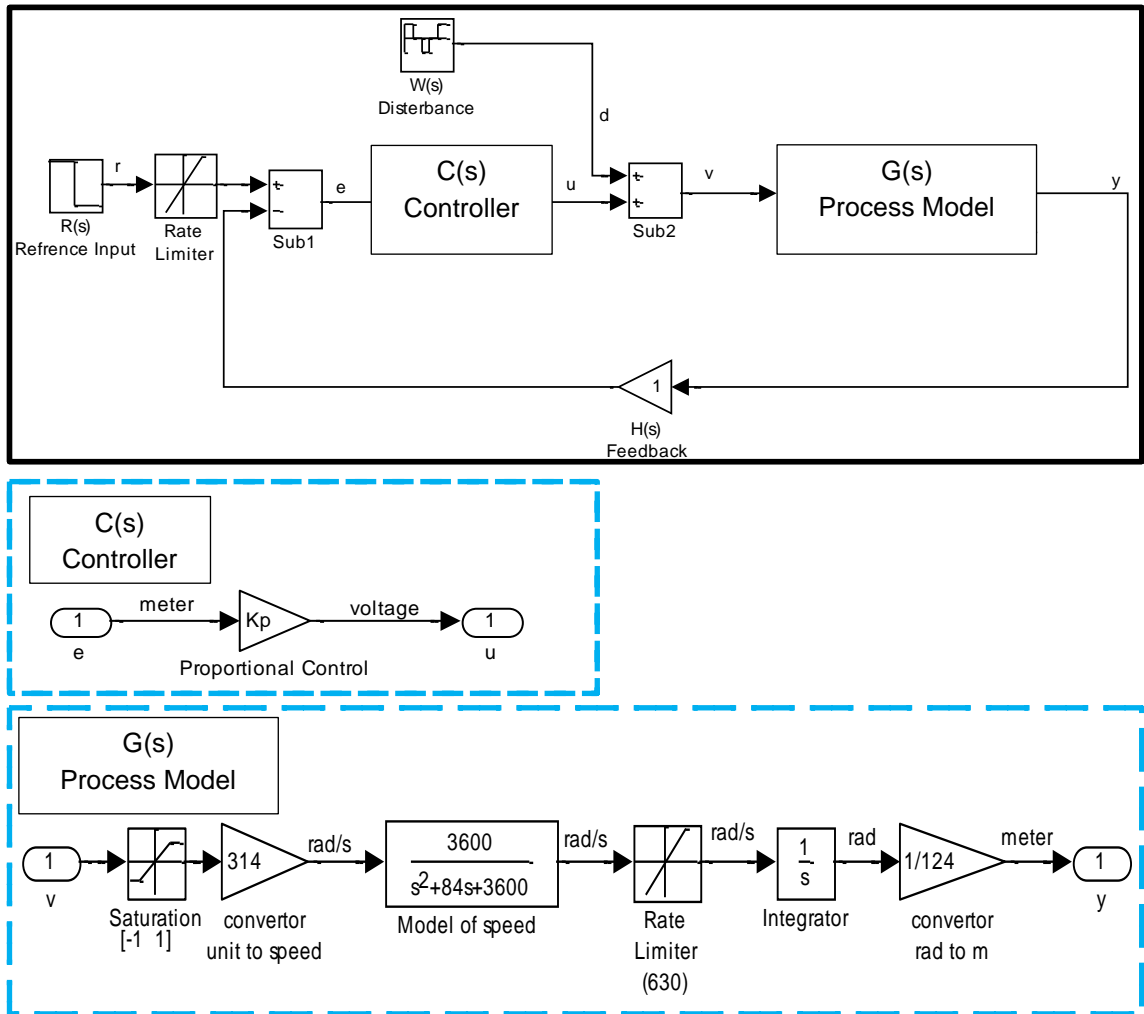 W(s)
Disterbance
d
r
R(s)
Refrence Input
Rate
Limiter
+
-
Sub1
e
C(s)
Controller
u
+
+
Sub2
v
G(s)
Process Model
y
1
H(s)
Feedback
C(s)
Controller
1
e
meter
Kp
Proportional Control
voltage
1
u
G(s)
Process Model
1
v
Saturation
[-1 1]
314
convertor
unit to speed
rad/s
3600
s²+84s+3600
Model of speed
rad/s
Rate
Limiter
(630)
rad/s
1
s
Integrator
rad
1/124
convertor
rad to m
meter
1
y